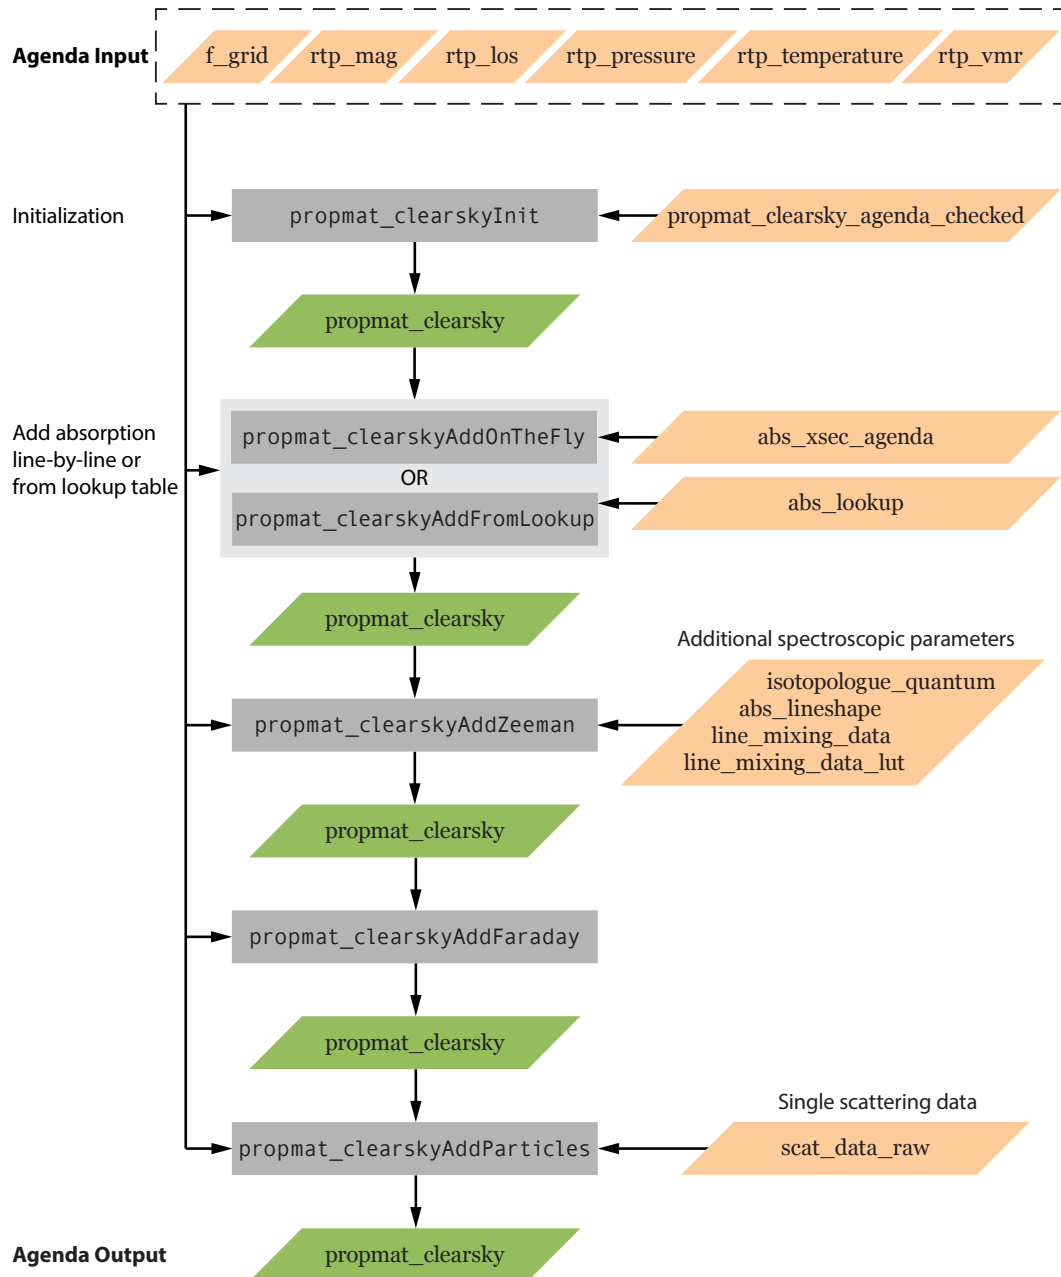 Agenda Input
f_grid
rtp_mag
rtp_los
rtp_pressure
rtp_temperature
rtp_vmr
Initialization
propmat_clearskyInit
propmat_clearsky_agenda_checked
propmat_clearsky
Add absorption
line-by-line or
from lookup table
propmat_clearskyAddOnTheFly
OR
propmat_clearskyAddFromLookup
abs_xsec_agenda
abs_lookup
propmat_clearsky
Additional spectroscopic parameters
isotopologue_quantum
abs_lineshape
line_mixing_data
line_mixing_data_lut
propmat_clearskyAddZeeman
propmat_clearsky
propmat_clearskyAddFaraday
propmat_clearsky
Single scattering data
propmat_clearskyAddParticles
scat_data_raw
Agenda Output
propmat_clearsky